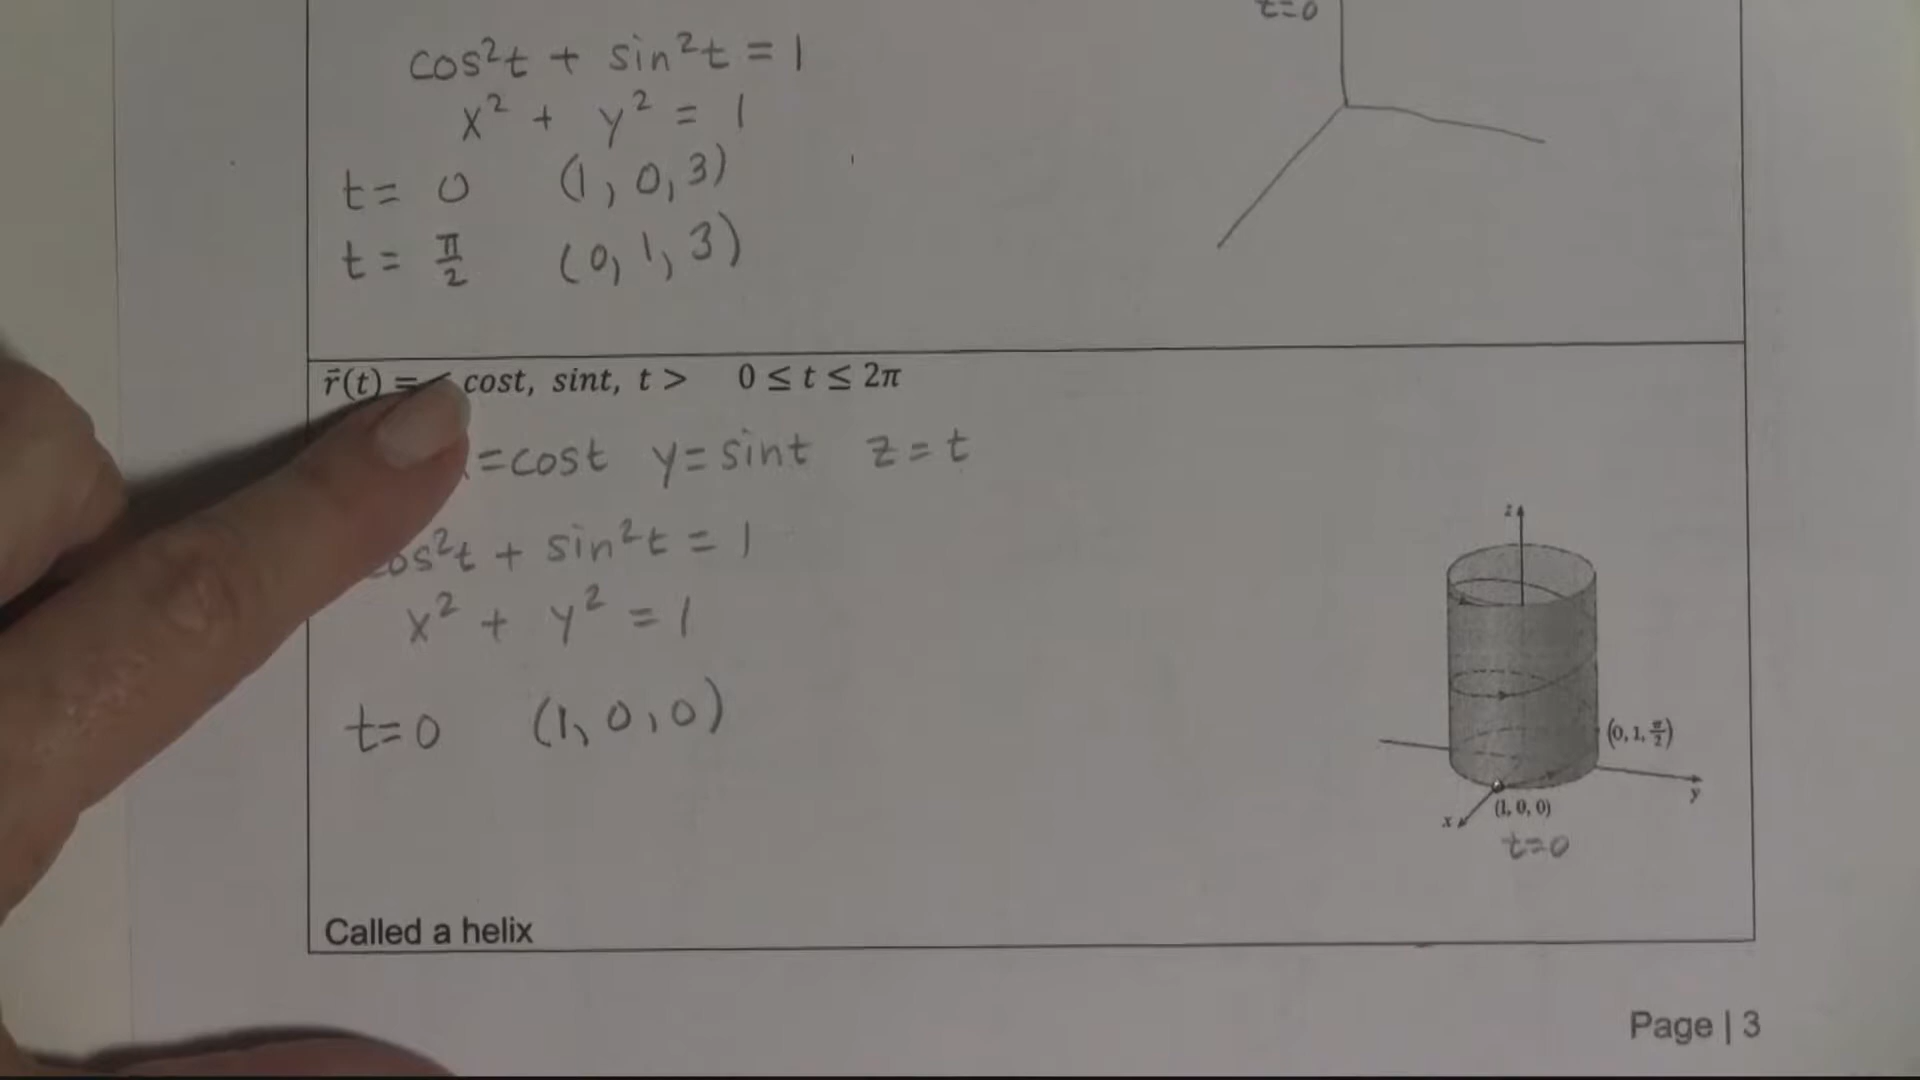 t=0
cos²t + sin²t = 1
x² + y² = 1
t= 0 (1, 0, 3)
t= π/2 (0, 1, 3)
r̄(t) =< cost, sint, t > 0 ≤ t ≤ 2π
=cost y=sint z=t
cos²t + sin²t = 1
x² + y² = 1
t=0 (1, 0, 0)
z
(0, 1, π/2)
y
(1, 0, 0)
x
t=0
Called a helix
Page | 3